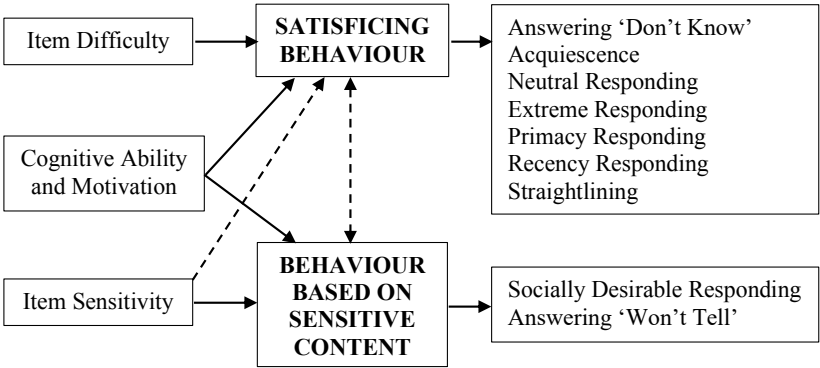 Item Difficulty
SATISFICING
BEHAVIOUR
Answering ‘Don’t Know’
Acquiescence
Neutral Responding
Extreme Responding
Primacy Responding
Recency Responding
Straightlining
Cognitive Ability
and Motivation
Item Sensitivity
BEHAVIOUR
BASED ON
SENSITIVE
CONTENT
Socially Desirable Responding
Answering ‘Won’t Tell’